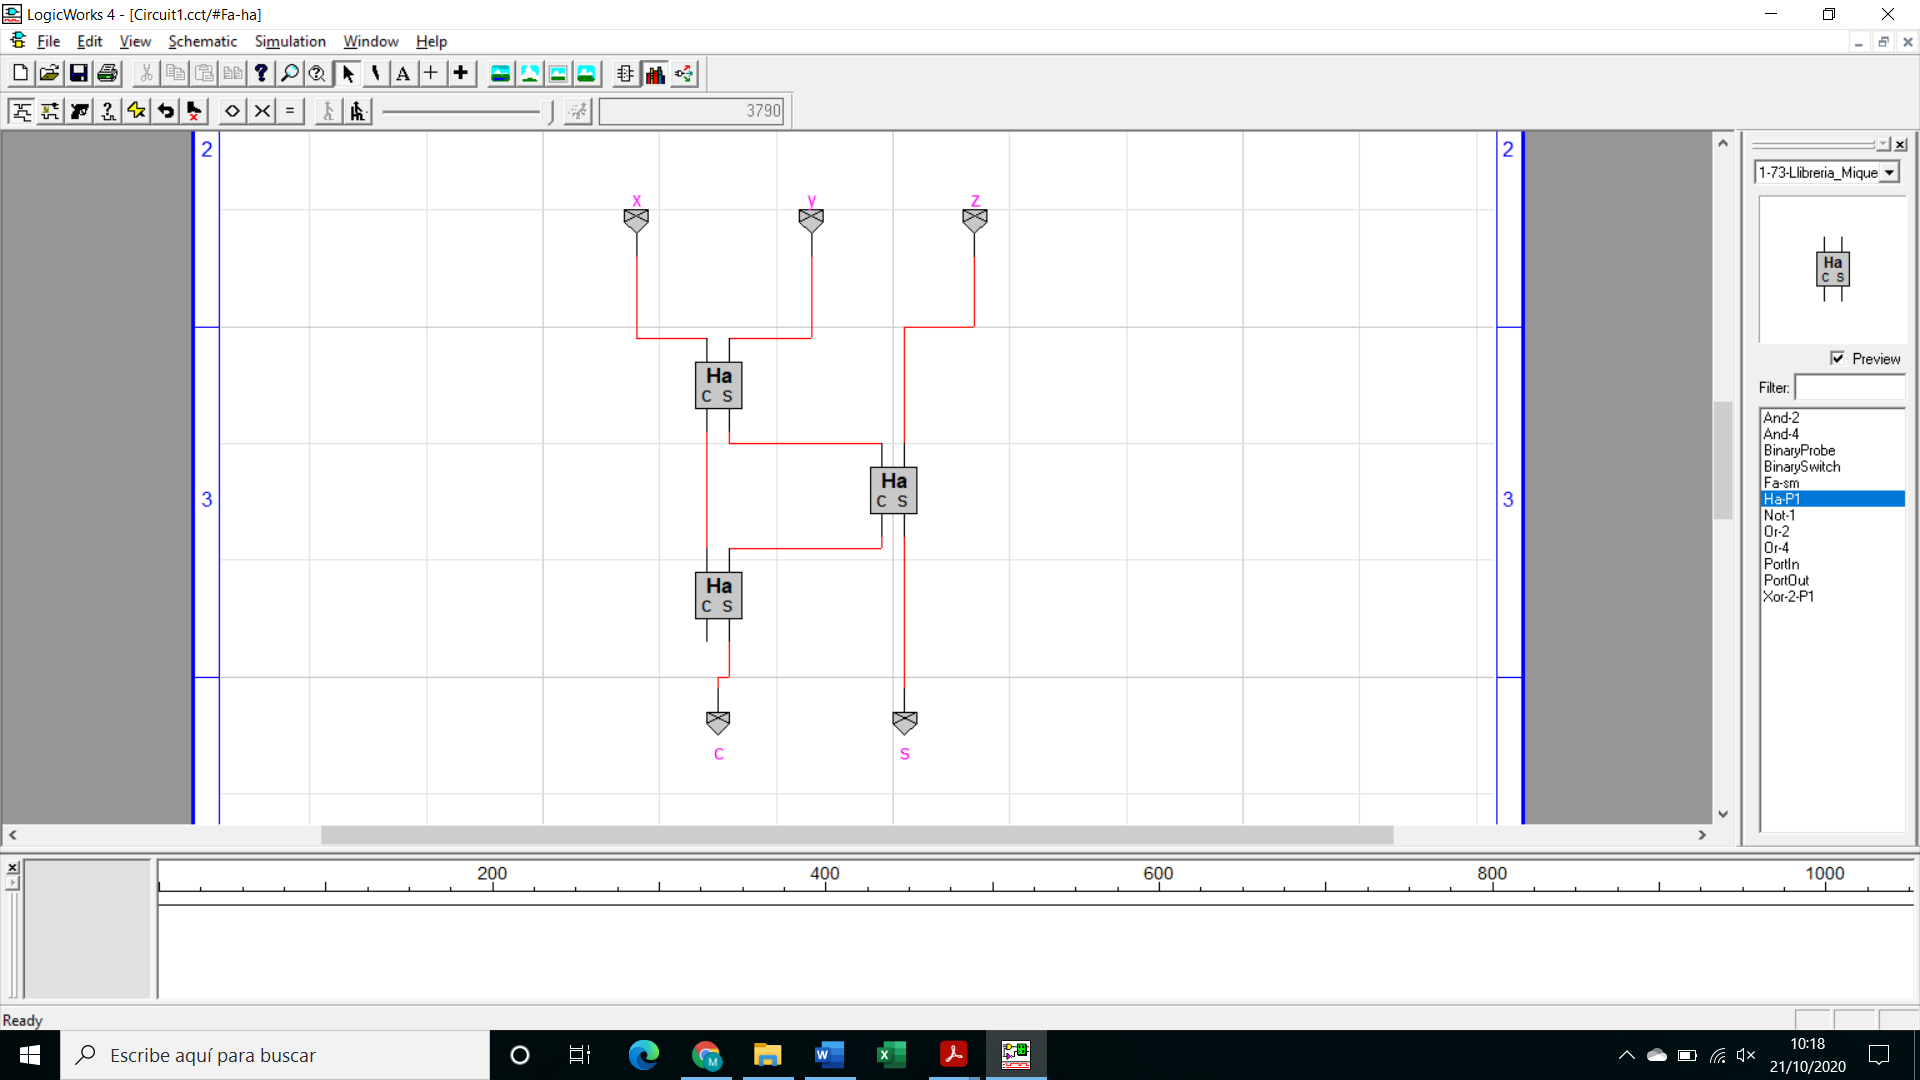 LogicWorks 4 - [Circuit1.cct/#Fa-ha]
File Edit View Schematic Simulation Window Help
3790
2
2
x
y
z
Ha
C S
Ha
C S
Ha
C S
3
3
C
S
1-73-Llibreria_Mique
Ha
C S
Preview
Filter:
And-2
And-4
BinaryProbe
BinarySwitch
Fa-sm
Ha-P1
Not-1
Or-2
Or-4
PortIn
PortOut
Xor-2-P1
200 400 600 800 1000
Ready
Escribe aquí para buscar
10:18
21/10/2020